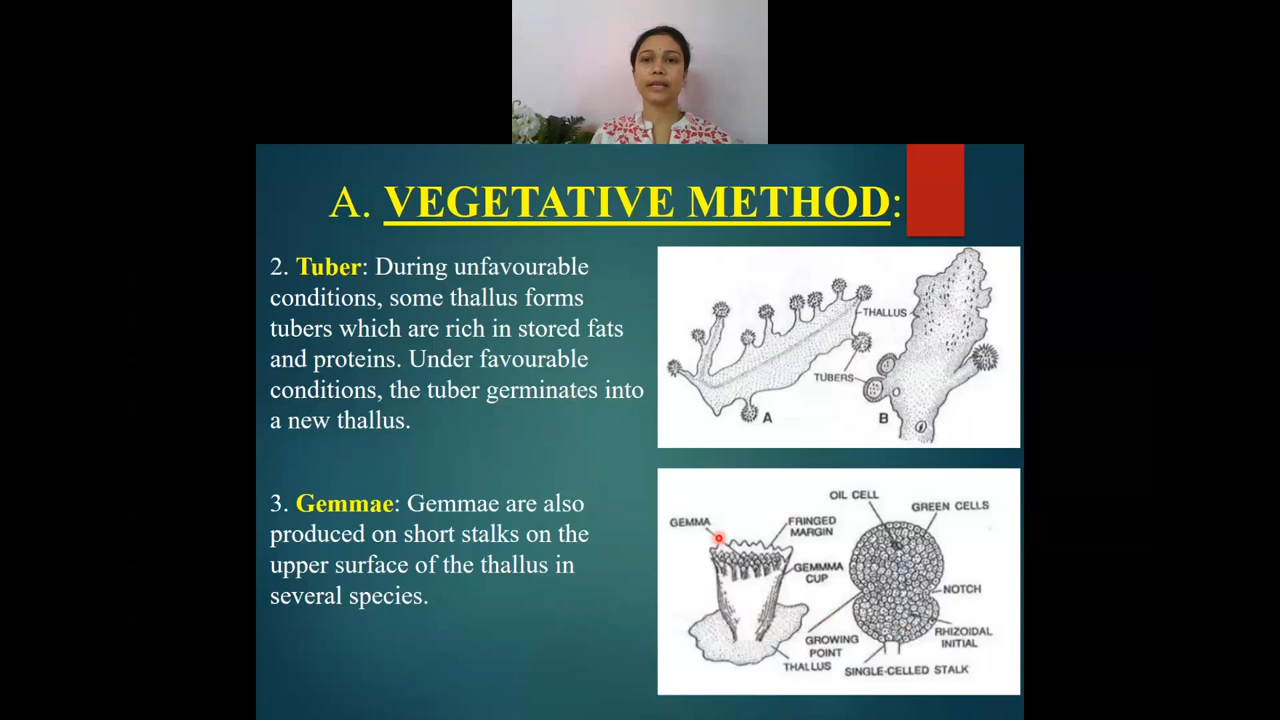 A. VEGETATIVE METHOD:
2. Tuber: During unfavourable
conditions, some thallus forms
tubers which are rich in stored fats
and proteins. Under favourable
conditions, the tuber germinates into
a new thallus.
THALLUS
TUBERS
A
B
3. Gemmae: Gemmae are also
produced on short stalks on the
upper surface of the thallus in
several species.
OIL CELL
GREEN CELLS
GEMMA
FRINGED
MARGIN
GEMMMA
CUP
NOTCH
GROWING
POINT
RHIZOIDAL
INITIAL
THALLUS
SINGLE-CELLED STALK